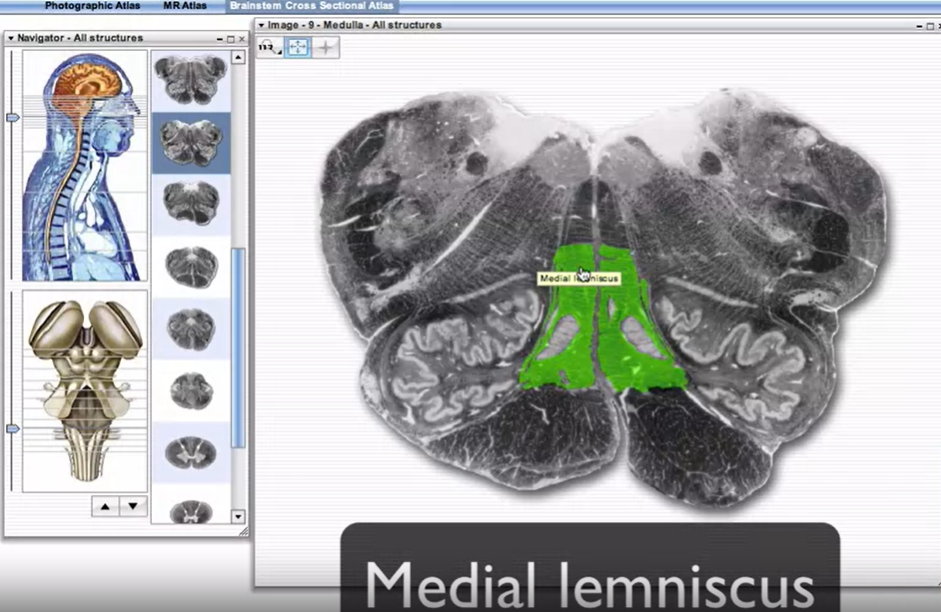 Photographic Atlas MR Atlas Brainstem Cross Sectional Atlas
Navigator - All structures
Image - 9 - Medulla - All structures
Medial lemniscus
Medial lemniscus